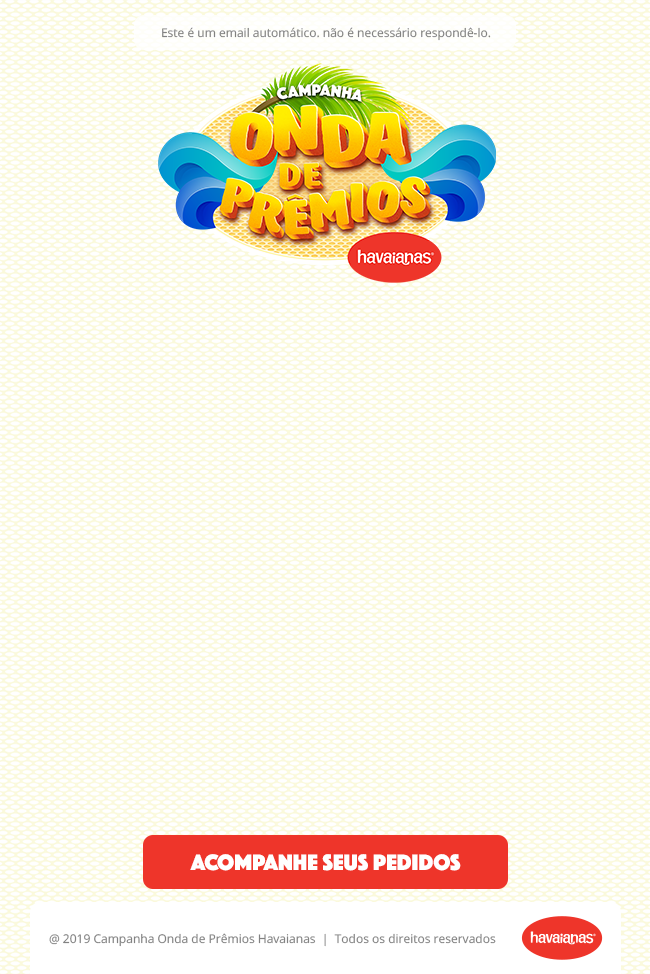 Este é um email automático. não é necessário respondê-lo.
CAMPANHA
ONDA
DE
PRÊMIOS
havaianas®
ACOMPANHE SEUS PEDIDOS
@ 2019 Campanha Onda de Prêmios Havaianas | Todos os direitos reservados
havaianas®